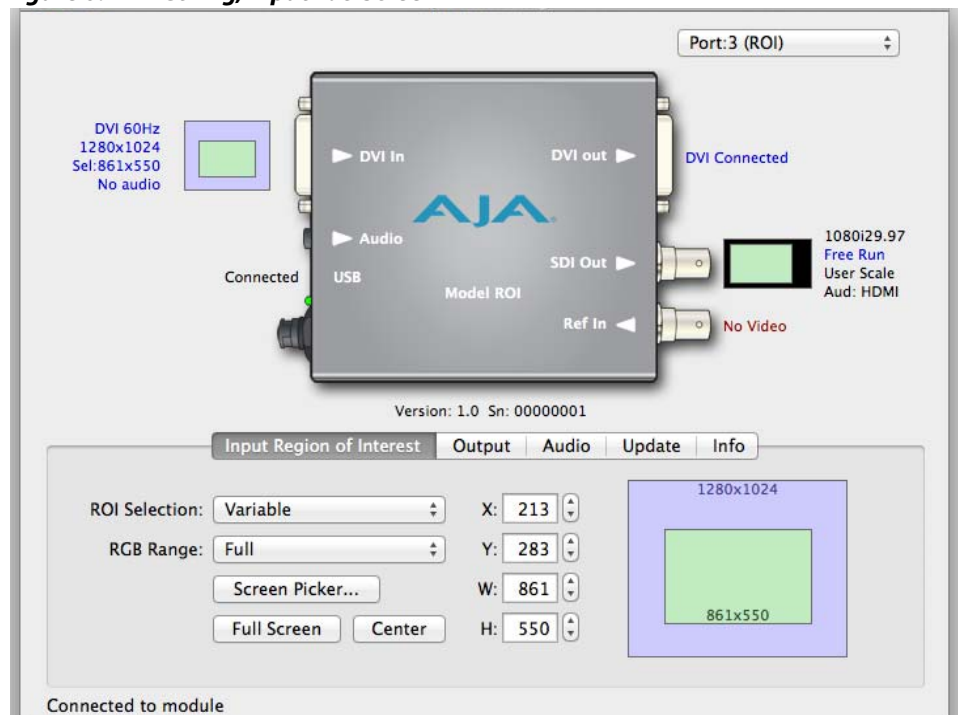 Port:3 (ROI)
DVI 60Hz
1280x1024
Sel:861x550
No audio
DVI In
DVI out
DVI Connected
AJA
Audio
Connected
USB
SDI Out
1080i29.97
Free Run
User Scale
Aud: HDMI
Model ROI
Ref In
No Video
Version: 1.0 Sn: 00000001
Input Region of Interest Output Audio Update Info
ROI Selection: Variable X: 213
RGB Range: Full Y: 283
Screen Picker... W: 861
Full Screen Center H: 550
1280x1024
861x550
Connected to module